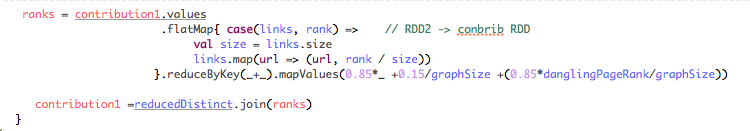 ranks = contribution1.values
.flatMap{ case(links, rank) => // RDD2 -> conbrib RDD
val size = links.size
links.map(url => (url, rank / size))
}.reduceByKey(_+_).mapValues(0.85*_ +0.15/graphSize +(0.85*danglingPageRank/graphSize))
contribution1 =reducedDistinct.join(ranks)
}